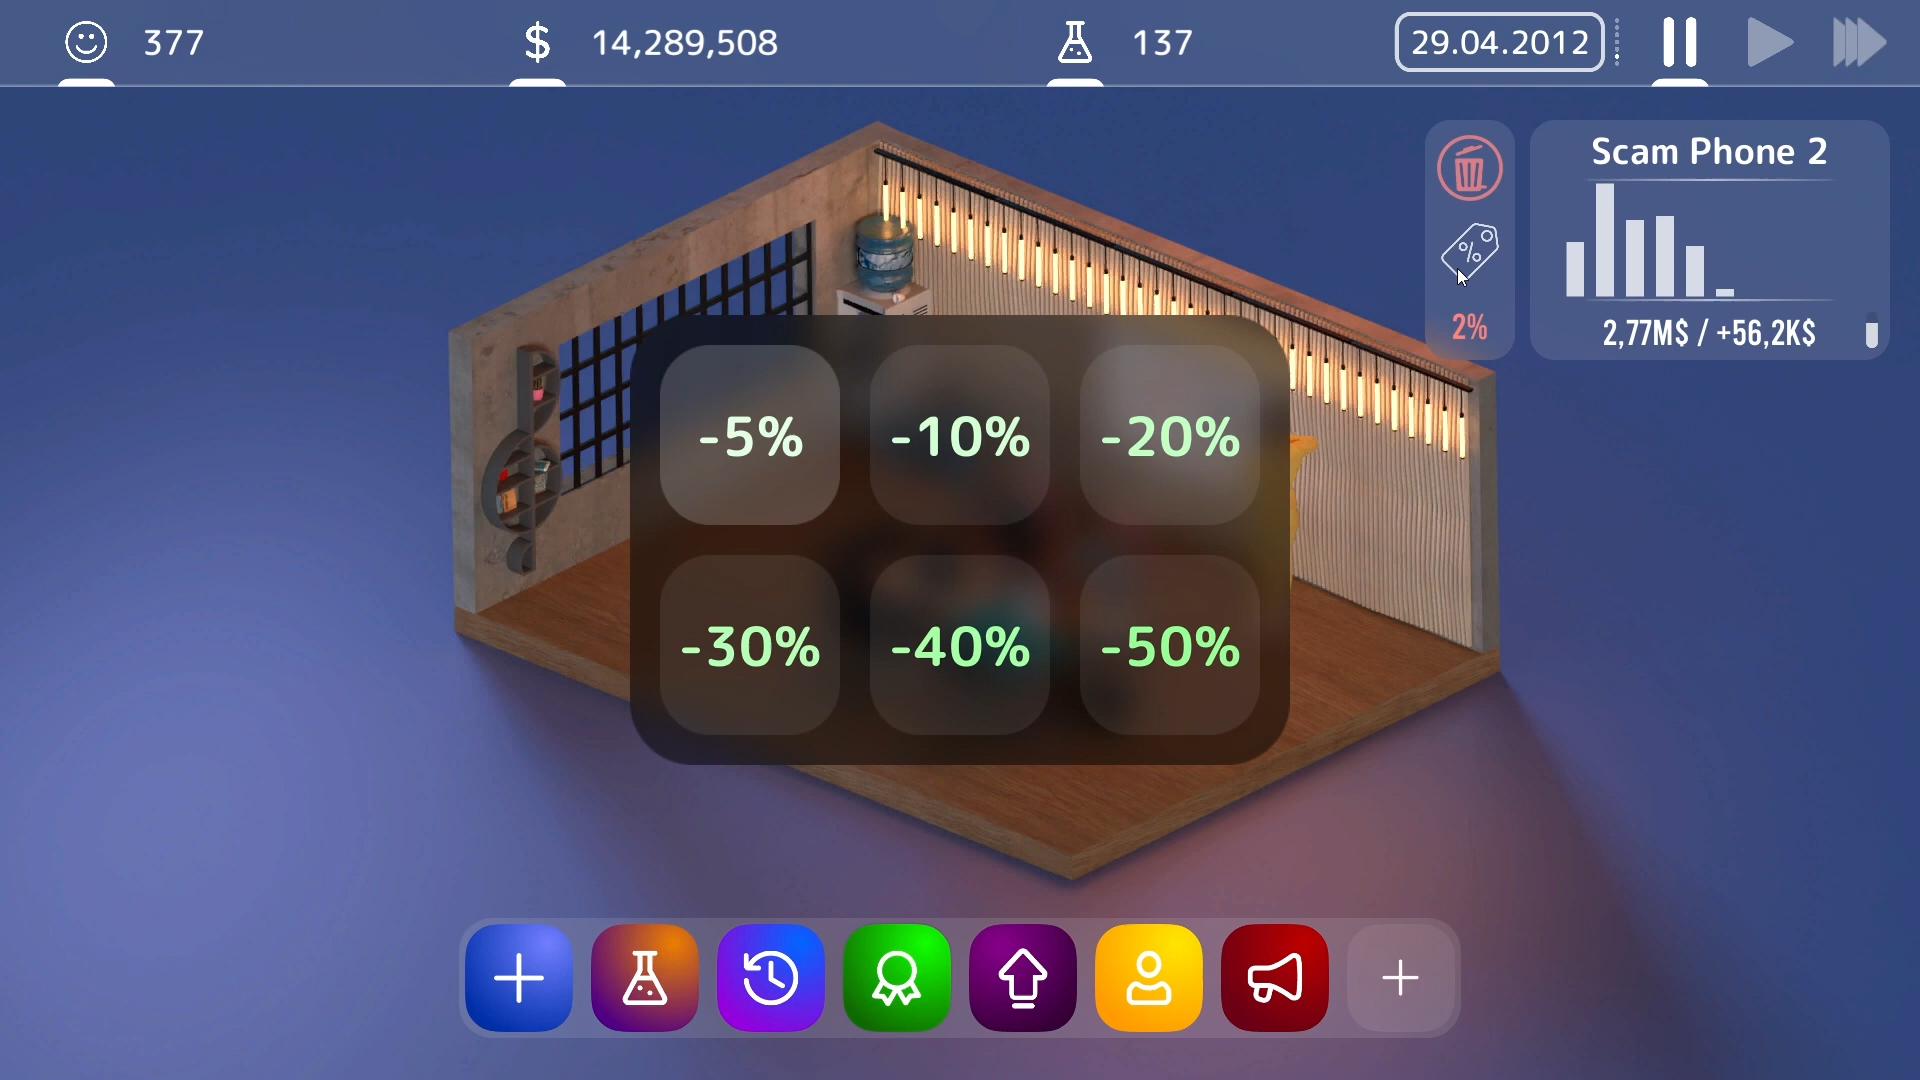 377
$ 14,289,508
137
29.04.2012
Scam Phone 2
%
2%
2,77M$ / +56,2K$
-5% -10% -20%
-30% -40% -50%